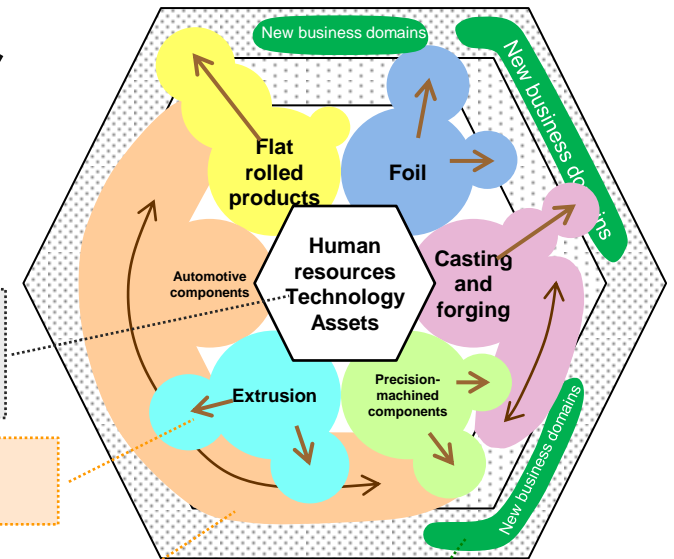 New business domains
New business domains
Flat
rolled
products
Foil
Human
resources
Technology
Assets
Casting
and
forging
Automotive
components
Extrusion
Precision-
machined
components
New business domains